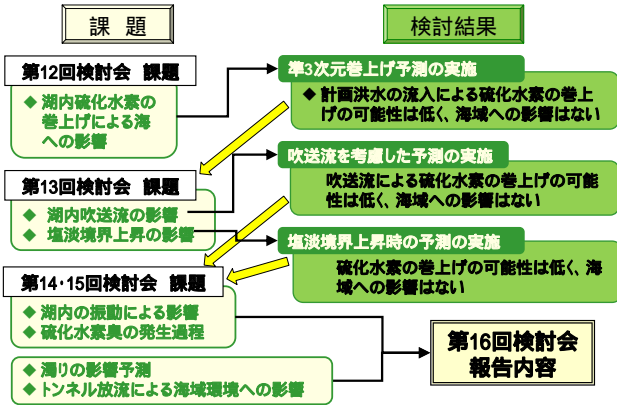 課 題
検討結果
第12回検討会 課題
◆ 湖内硫化水素の
巻上げによる海
への影響
準3次元巻上げ予測の実施
◆ 計画洪水の流入による硫化水素の巻上
げの可能性は低く、海域への影響はない
第13回検討会 課題
◆ 湖内吹送流の影響
◆ 塩淡境界上昇の影響
吹送流を考慮した予測の実施
吹送流による硫化水素の巻上げの可能
性は低く、海域への影響はない
塩淡境界上昇時の予測の実施
硫化水素の巻上げの可能性は低く、海
域への影響はない
第14･15回検討会 課題
◆ 湖内の振動による影響
◆ 硫化水素臭の発生過程
◆ 濁りの影響予測
◆ トンネル放流による海域環境への影響
第16回検討会
報告内容